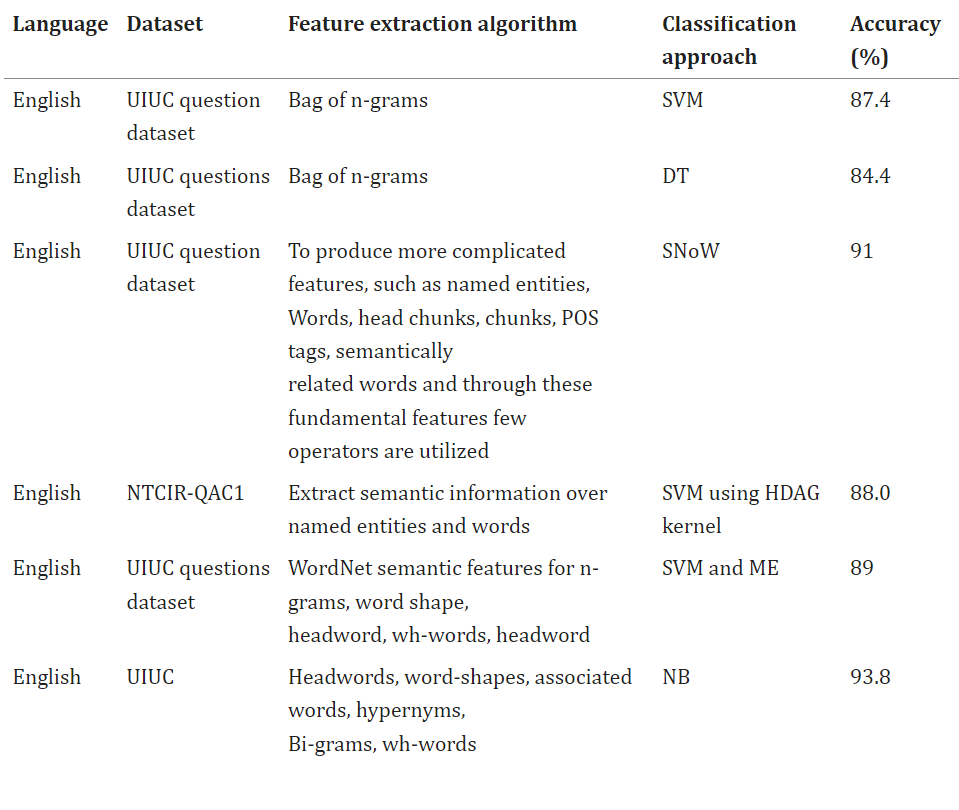 Language Dataset Feature extraction algorithm Classification approach Accuracy (%)
English UIUC question dataset Bag of n-grams SVM 87.4
English UIUC questions dataset Bag of n-grams DT 84.4
English UIUC question dataset To produce more complicated features, such as named entities, Words, head chunks, chunks, POS tags, semantically related words and through these fundamental features few operators are utilized SNoW 91
English NTCIR-QAC1 Extract semantic information over named entities and words SVM using HDAG kernel 88.0
English UIUC questions dataset WordNet semantic features for n-grams, word shape, headword, wh-words, headword SVM and ME 89
English UIUC Headwords, word-shapes, associated words, hypernyms, Bi-grams, wh-words NB 93.8